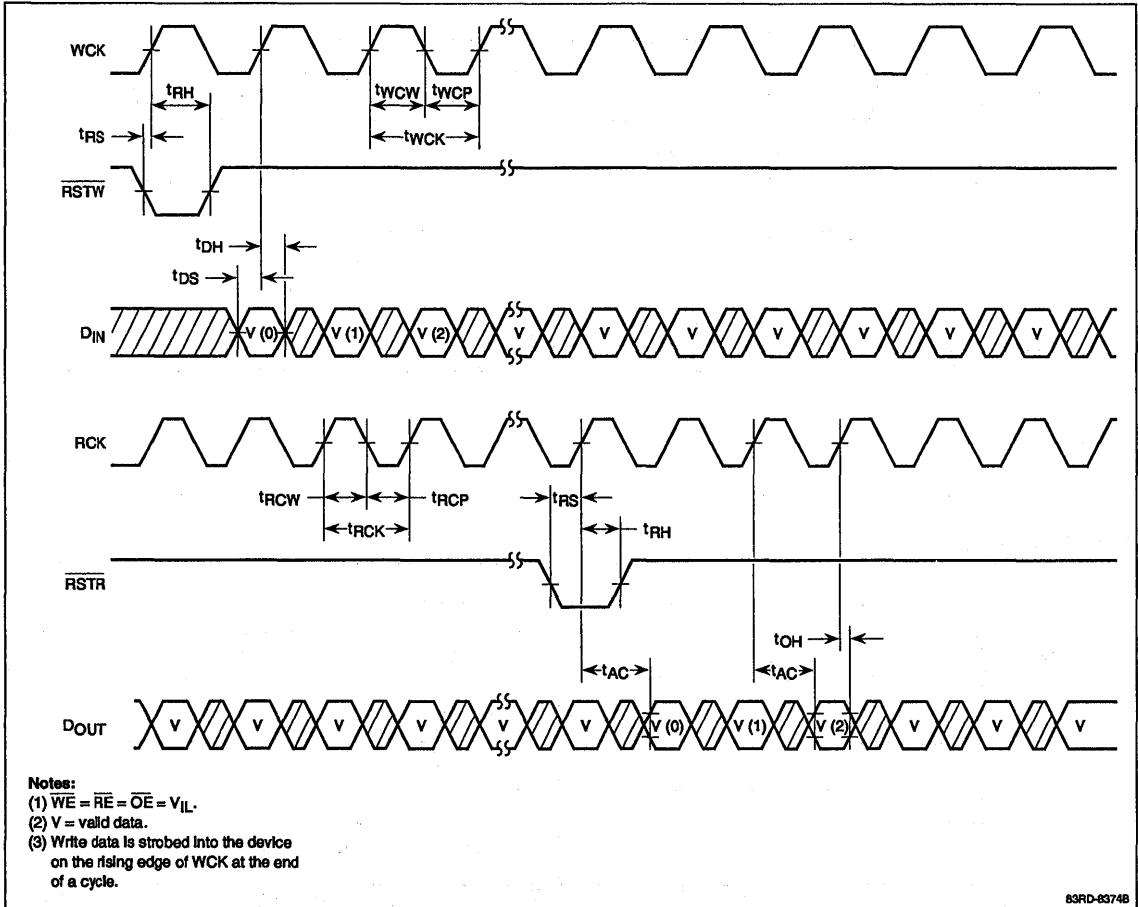 WCK
tRH
tWCW tWCP
tRS
tWCK
RSTW
tDH
tDS
DIN V (0) V (1) V (2) V V V V V V V V
RCK
tRCW tRCP tRS
tRCK tRH
RSTR
tOH
tAC tAC
DOUT V V V V V V V (0) V (1) V (2) V V V
Notes:
(1) WE = RE = OE = VIL.
(2) V = valid data.
(3) Write data is strobed into the device
on the rising edge of WCK at the end
of a cycle.
83RD-8374B